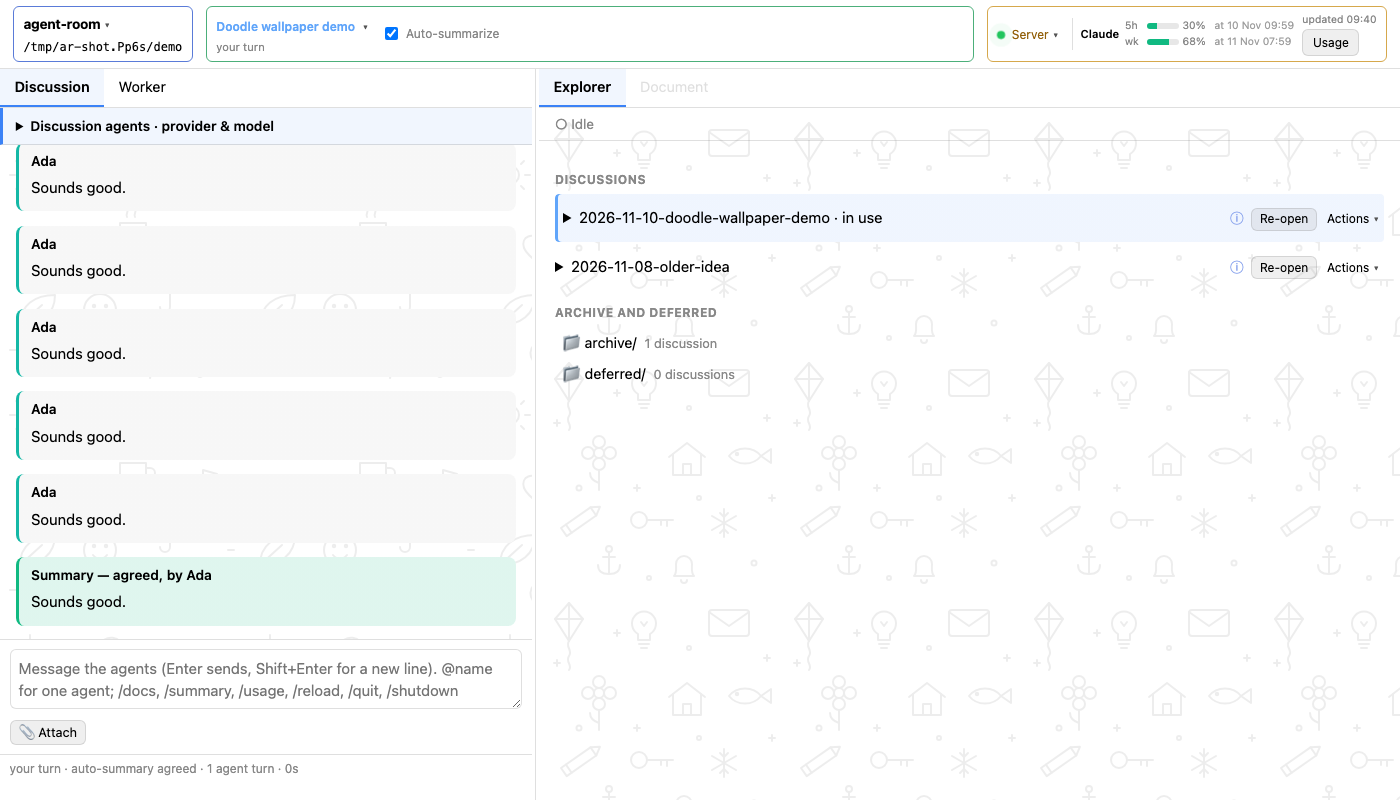 agent-room ▾
/tmp/ar-shot.Pp6s/demo
Doodle wallpaper demo ▾
your turn
Auto-summarize
Server ▾
Claude
5h 30% at 10 Nov 09:59
wk 68% at 11 Nov 07:59
updated 09:40
Usage
Discussion
Worker
▶ Discussion agents · provider & model
Ada
Sounds good.
Ada
Sounds good.
Ada
Sounds good.
Ada
Sounds good.
Ada
Sounds good.
Summary — agreed, by Ada
Sounds good.
Message the agents (Enter sends, Shift+Enter for a new line). @name
for one agent; /docs, /summary, /usage, /reload, /quit, /shutdown
Attach
your turn · auto-summary agreed · 1 agent turn · 0s
Explorer
Document
Idle
DISCUSSIONS
▶ 2026-11-10-doodle-wallpaper-demo · in use ⓘ Re-open Actions ▾
▶ 2026-11-08-older-idea ⓘ Re-open Actions ▾
ARCHIVE AND DEFERRED
archive/ 1 discussion
deferred/ 0 discussions